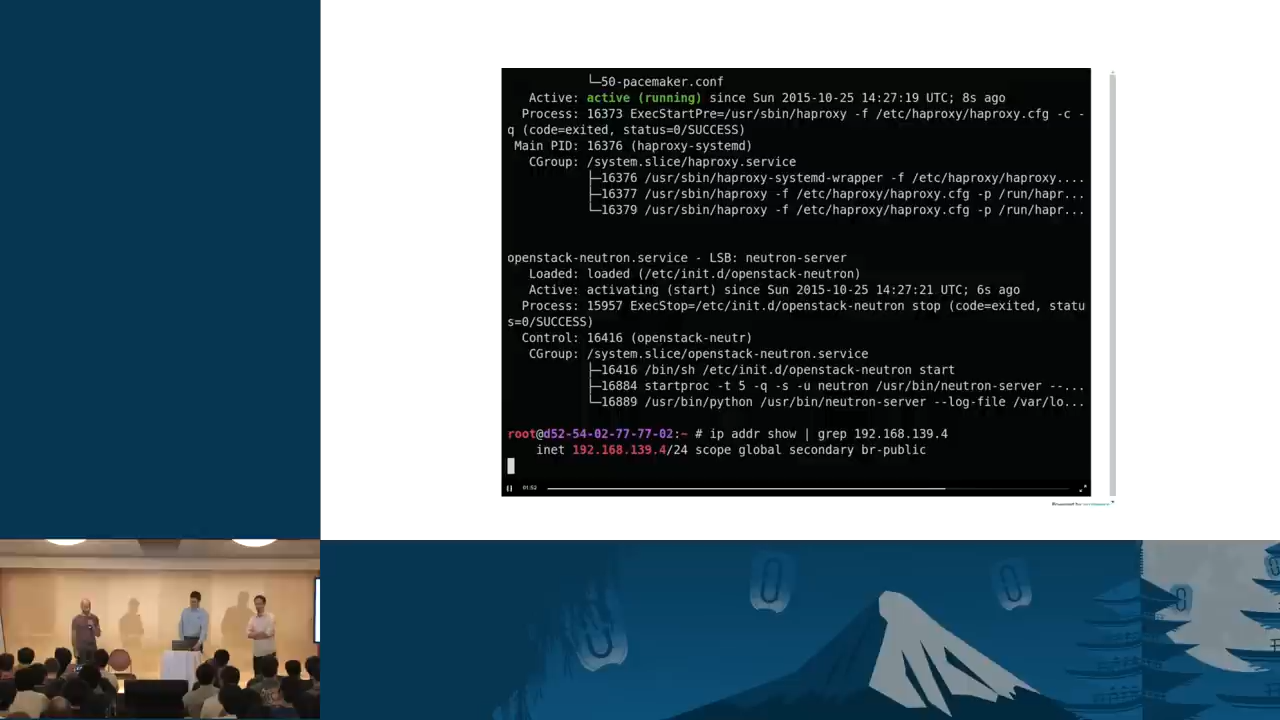 └─50-pacemaker.conf
Active: active (running) since Sun 2015-10-25 14:27:19 UTC; 8s ago
Process: 16373 ExecStartPre=/usr/sbin/haproxy -f /etc/haproxy/haproxy.cfg -c -
q (code=exited, status=0/SUCCESS)
Main PID: 16376 (haproxy-systemd)
CGroup: /system.slice/haproxy.service
├─16376 /usr/sbin/haproxy-systemd-wrapper -f /etc/haproxy/haproxy....
├─16377 /usr/sbin/haproxy -f /etc/haproxy/haproxy.cfg -p /run/hapr...
└─16379 /usr/sbin/haproxy -f /etc/haproxy/haproxy.cfg -p /run/hapr...
openstack-neutron.service - LSB: neutron-server
Loaded: loaded (/etc/init.d/openstack-neutron)
Active: activating (start) since Sun 2015-10-25 14:27:21 UTC; 6s ago
Process: 15957 ExecStop=/etc/init.d/openstack-neutron stop (code=exited, statu
s=0/SUCCESS)
Control: 16416 (openstack-neutr)
CGroup: /system.slice/openstack-neutron.service
├─16416 /bin/sh /etc/init.d/openstack-neutron start
├─16884 startproc -t 5 -q -s -u neutron /usr/bin/neutron-server --...
└─16889 /usr/bin/python /usr/bin/neutron-server --log-file /var/lo...
root@d52-54-02-77-77-02:~ # ip addr show | grep 192.168.139.4
inet 192.168.139.4/24 scope global secondary br-public
01:52